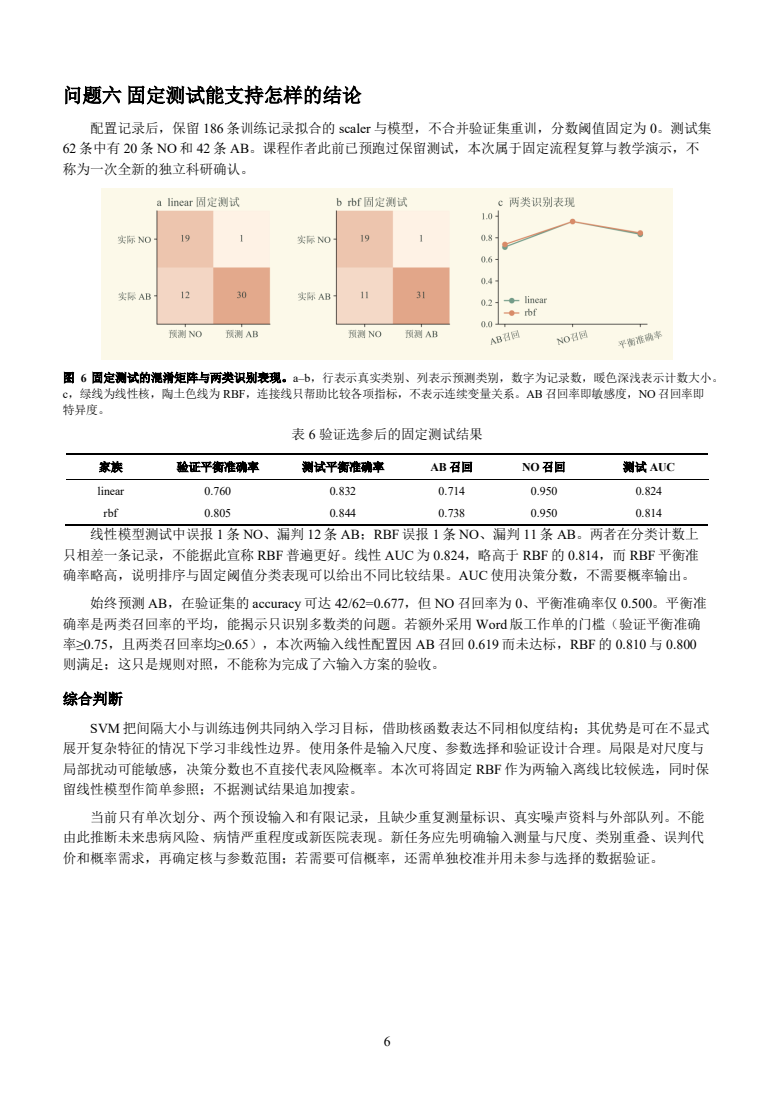 问题六 固定测试能支持怎样的结论
配置记录后，保留 186 条训练记录拟合的 scaler 与模型，不合并验证集重训，分数阈值固定为 0。测试集
62 条中有 20 条 NO 和 42 条 AB。课程作者此前已预跑过保留测试，本次属于固定流程复算与教学演示，不
称为一次全新的独立科研确认。
a linear 固定测试
实际 NO 19 1
实际 AB 12 30
预测 NO 预测 AB
b rbf 固定测试
实际 NO 19 1
实际 AB 11 31
预测 NO 预测 AB
c 两类识别表现
1.0
0.8
0.6
0.4
0.2
0.0
linear
rbf
AB召回 NO召回 平衡准确率
图 6 固定测试的混淆矩阵与两类识别表现。a–b，行表示真实类别、列表示预测类别，数字为记录数，暖色深浅表示计数大小。
c，绿线为线性核，陶土色线为 RBF，连接线只帮助比较各项指标，不表示连续变量关系。AB 召回率即敏感度，NO 召回率即
特异度。
表 6 验证选参后的固定测试结果
家族 验证平衡准确率 测试平衡准确率 AB 召回 NO 召回 测试 AUC
linear 0.760 0.832 0.714 0.950 0.824
rbf 0.805 0.844 0.738 0.950 0.814
线性模型测试中误报 1 条 NO、漏判 12 条 AB；RBF 误报 1 条 NO、漏判 11 条 AB。两者在分类计数上
只相差一条记录，不能据此宣称 RBF 普遍更好。线性 AUC 为 0.824，略高于 RBF 的 0.814，而 RBF 平衡准
确率略高，说明排序与固定阈值分类表现可以给出不同比较结果。AUC 使用决策分数，不需要概率输出。
始终预测 AB，在验证集的 accuracy 可达 42/62=0.677，但 NO 召回率为 0、平衡准确率仅 0.500。平衡准
确率是两类召回率的平均，能揭示只识别多数类的问题。若额外采用 Word 版工作单的门槛（验证平衡准确
率≥0.75，且两类召回率均≥0.65），本次两输入线性配置因 AB 召回 0.619 而未达标，RBF 的 0.810 与 0.800
则满足；这只是规则对照，不能称为完成了六输入方案的验收。
综合判断
SVM 把间隔大小与训练违例共同纳入学习目标，借助核函数表达不同相似度结构；其优势是可在不显式
展开复杂特征的情况下学习非线性边界。使用条件是输入尺度、参数选择和验证设计合理。局限是对尺度与
局部扰动可能敏感，决策分数也不直接代表风险概率。本次可将固定 RBF 作为两输入离线比较候选，同时保
留线性模型作简单参照；不据测试结果追加搜索。
当前只有单次划分、两个预设输入和有限记录，且缺少重复测量标识、真实噪声资料与外部队列。不能
由此推断未来患病风险、病情严重程度或新医院表现。新任务应先明确输入测量与尺度、类别重叠、误判代
价和概率需求，再确定核与参数范围；若需要可信概率，还需单独校准并用未参与选择的数据验证。
6